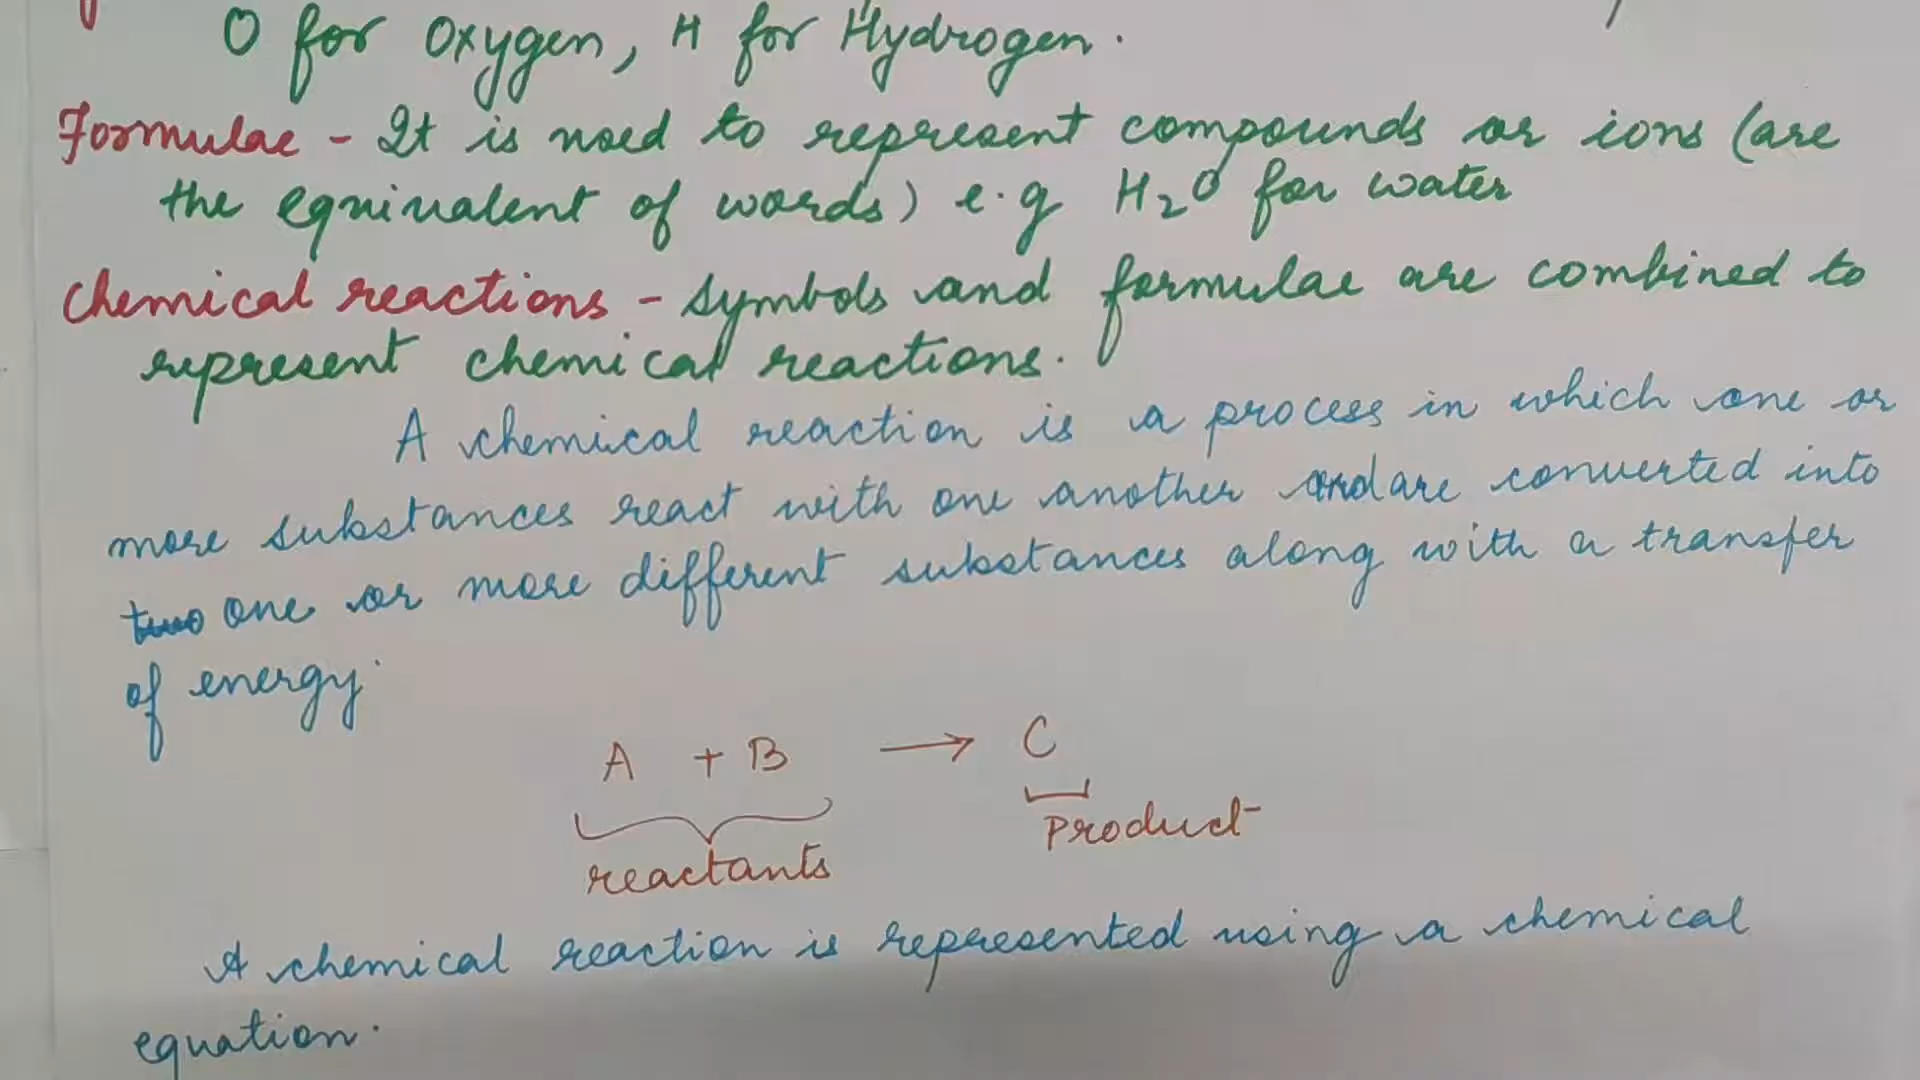 O for Oxygen, H for Hydrogen.
Formulae - It is used to represent compounds or ions (are
the equivalent of words) e.g H₂O for water
Chemical reactions - Symbols and formulae are combined to
represent chemical reactions.
A chemical reaction is a process in which one or
more substances react with one another and are converted into
two one or more different substances along with a transfer
of energy.
A + B → C
reactants Product
A chemical reaction is represented using a chemical
equation.